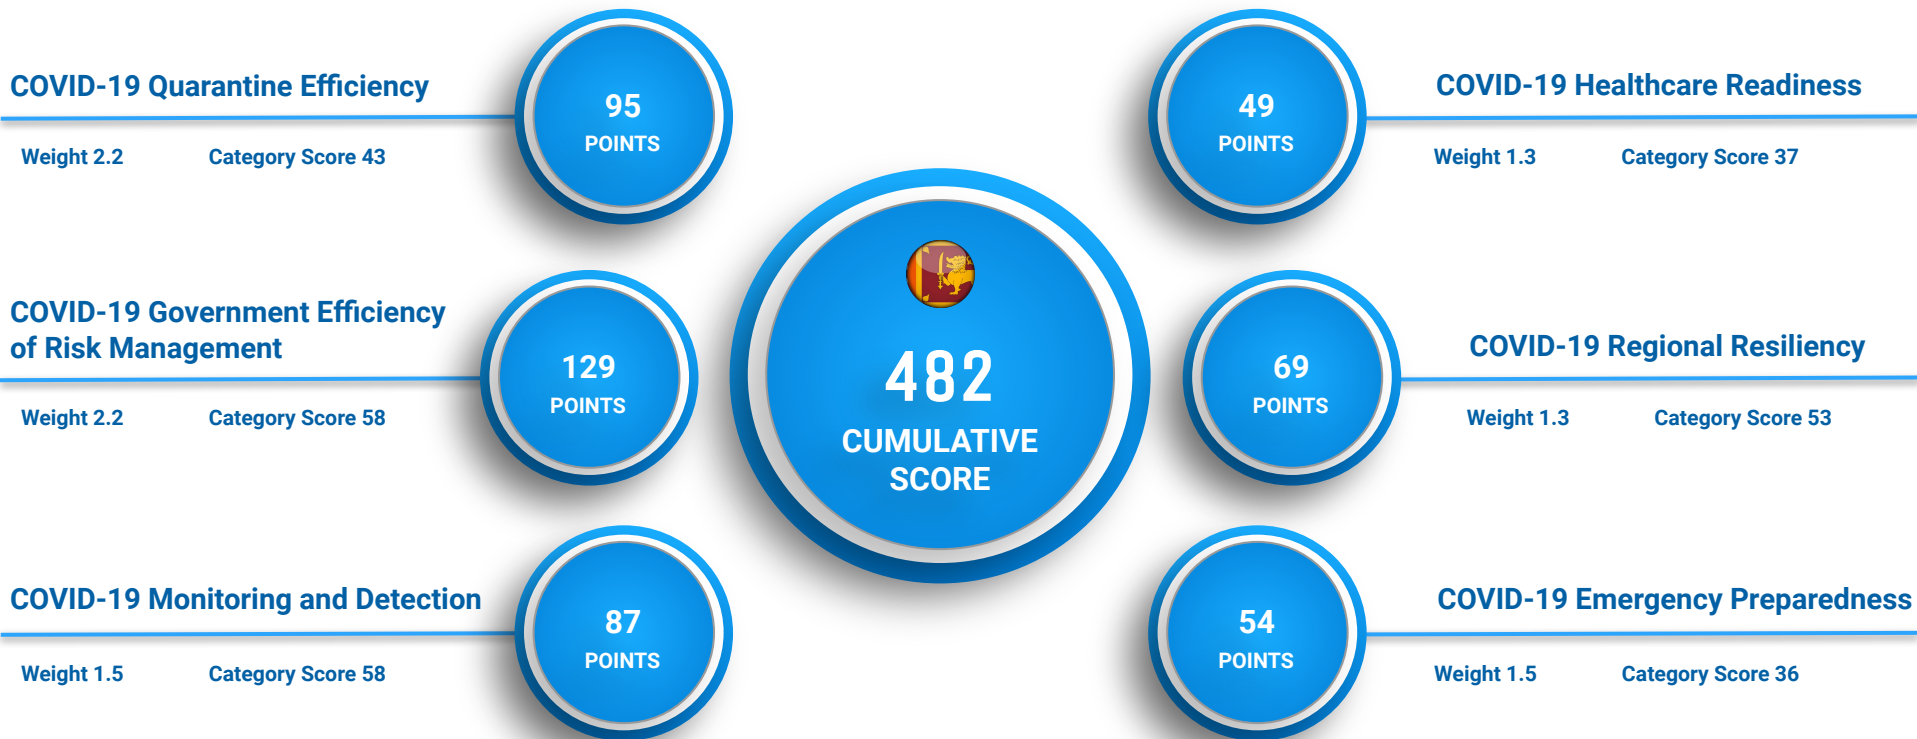 COVID-19 Quarantine Efficiency
Weight 2.2 Category Score 43
95
POINTS
COVID-19 Government Efficiency
of Risk Management
Weight 2.2 Category Score 58
129
POINTS
COVID-19 Monitoring and Detection
Weight 1.5 Category Score 58
87
POINTS
482
CUMULATIVE
SCORE
49
POINTS
COVID-19 Healthcare Readiness
Weight 1.3 Category Score 37
69
POINTS
COVID-19 Regional Resiliency
Weight 1.3 Category Score 53
54
POINTS
COVID-19 Emergency Preparedness
Weight 1.5 Category Score 36